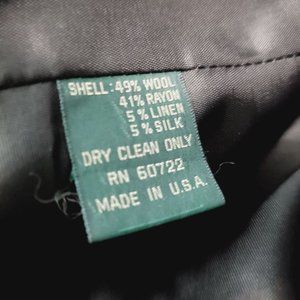 SHELL: 49% WOOL
41% RAYON
5% LINEN
5% SILK
DRY CLEAN ONLY
RN 60722
MADE IN U.S.A.